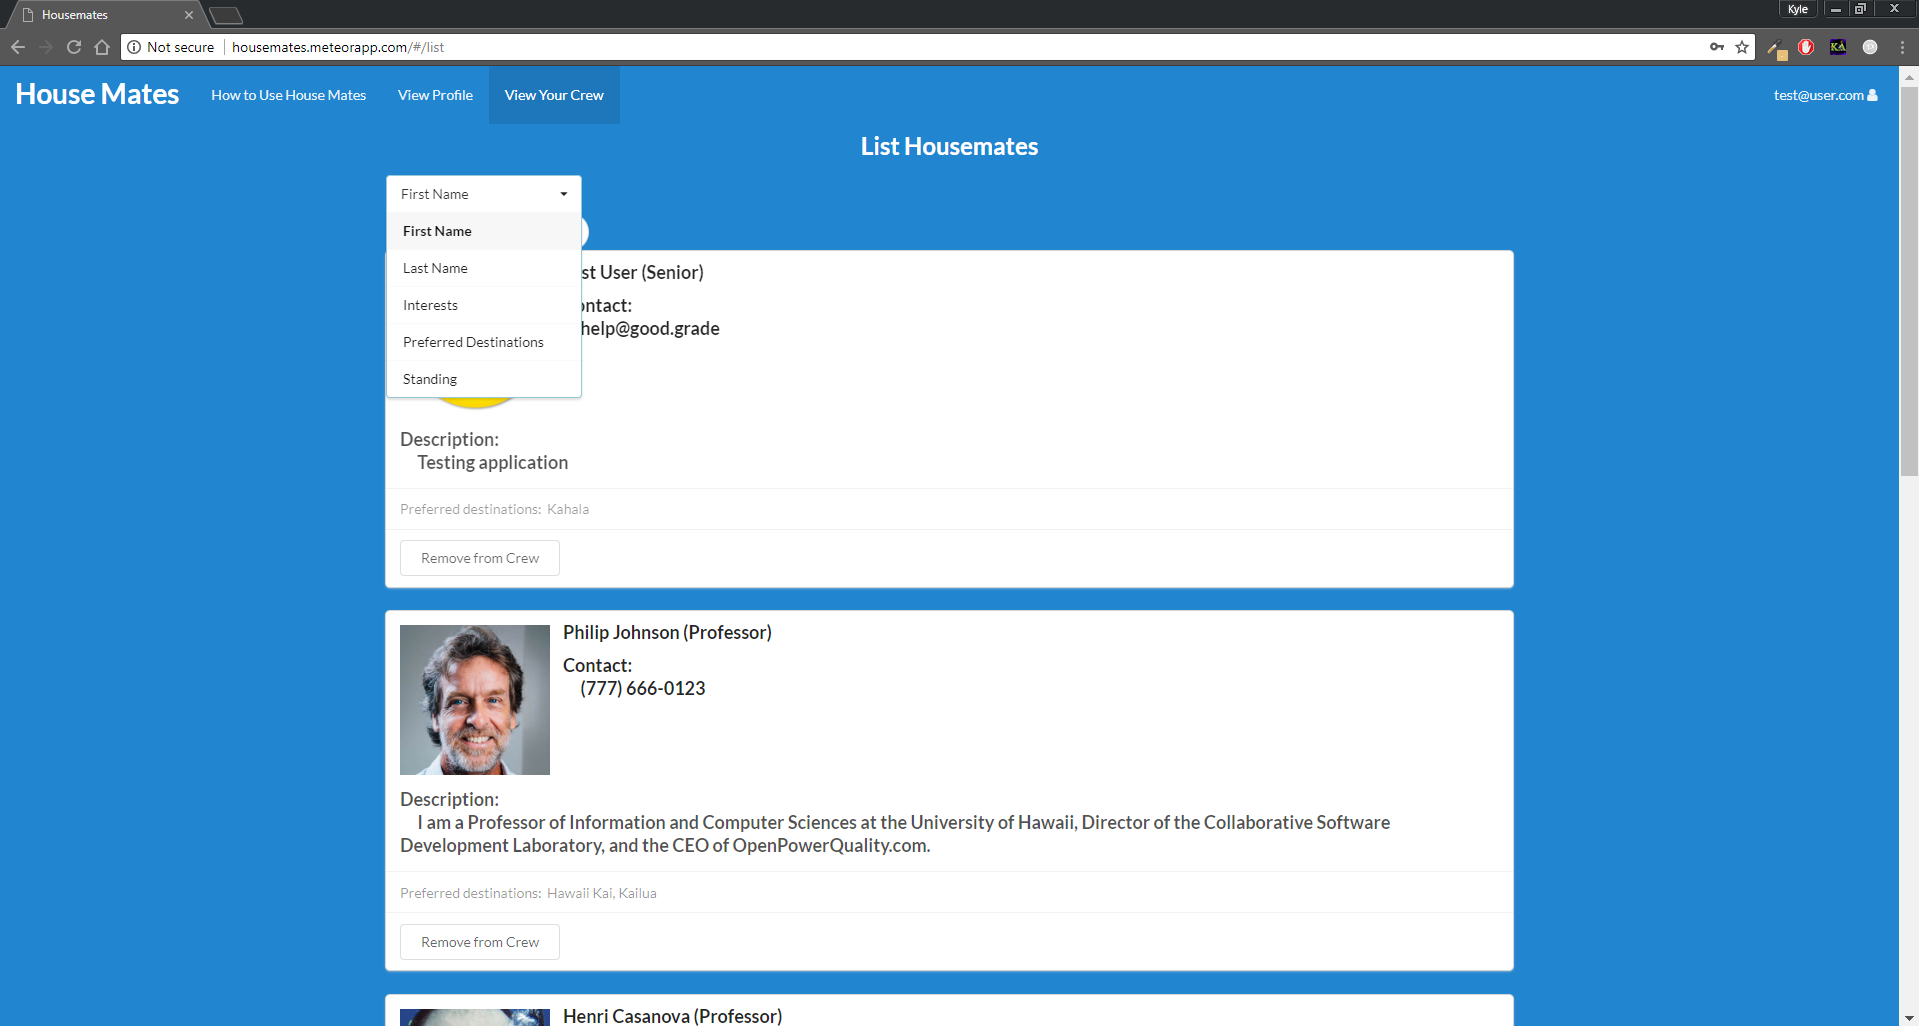 Housemates
Kyle
Not secure
housemates.meteorapp.com/#/list
KA
House Mates
How to Use House Mates
View Profile
View Your Crew
test@user.com
List Housemates
First Name
First Name
Last Name
Interests
Preferred Destinations
Standing
st User (Senior)
ntact:
help@good.grade
Description:
Testing application
Preferred destinations: Kahala
Remove from Crew
Philip Johnson (Professor)
Contact:
(777) 666-0123
Description:
I am a Professor of Information and Computer Sciences at the University of Hawaii, Director of the Collaborative Software
Development Laboratory, and the CEO of OpenPowerQuality.com.
Preferred destinations: Hawaii Kai, Kailua
Remove from Crew
Henri Casanova (Professor)